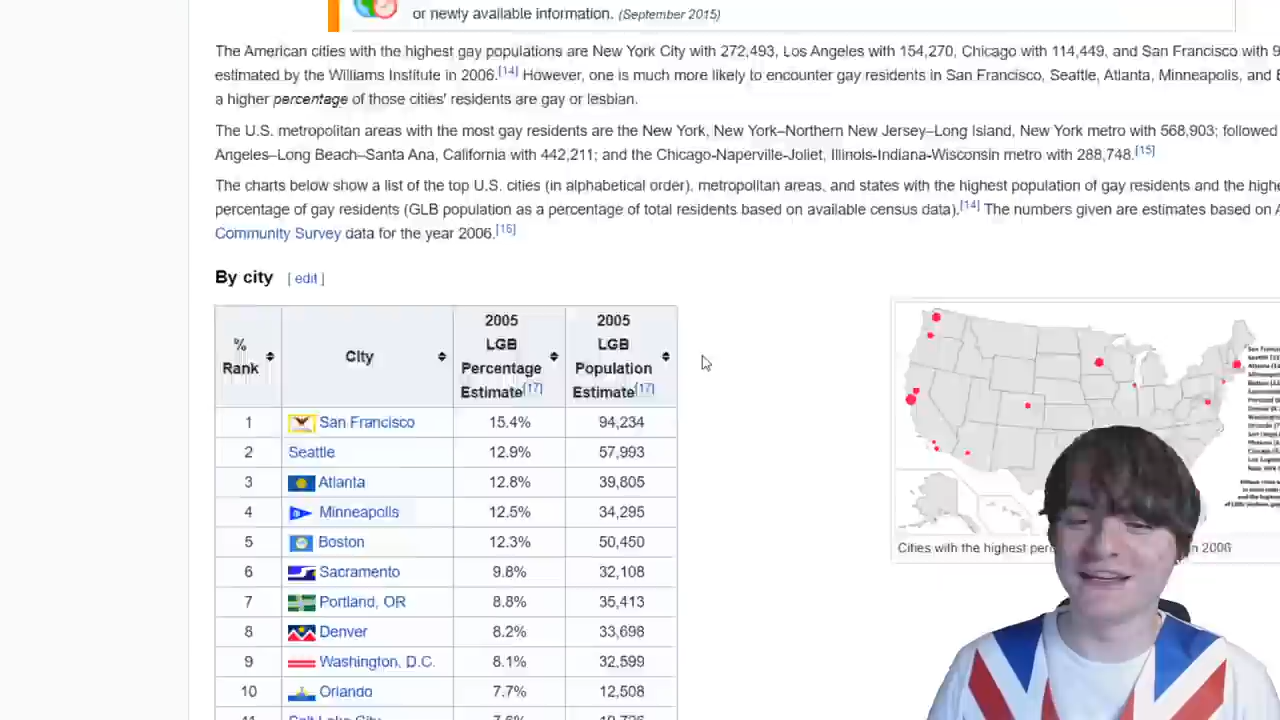 or newly available information. (September 2015)
The American cities with the highest gay populations are New York City with 272,493, Los Angeles with 154,270, Chicago with 114,449, and San Francisco with 9
estimated by the Williams Institute in 2006.[14] However, one is much more likely to encounter gay residents in San Francisco, Seattle, Atlanta, Minneapolis, and
a higher percentage of those cities' residents are gay or lesbian.
The U.S. metropolitan areas with the most gay residents are the New York, New York–Northern New Jersey–Long Island, New York metro with 568,903; followed
Angeles–Long Beach–Santa Ana, California with 442,211; and the Chicago-Naperville-Joliet, Illinois-Indiana-Wisconsin metro with 288,748.[15]
The charts below show a list of the top U.S. cities (in alphabetical order), metropolitan areas, and states with the highest population of gay residents and the highe
percentage of gay residents (GLB population as a percentage of total residents based on available census data).[14] The numbers given are estimates based on A
Community Survey data for the year 2006.[16]
By city [ edit ]
% Rank City 2005 LGB Percentage Estimate[17] 2005 LGB Population Estimate[17]
1 San Francisco 15.4% 94,234
2 Seattle 12.9% 57,993
3 Atlanta 12.8% 39,805
4 Minneapolis 12.5% 34,295
5 Boston 12.3% 50,450
6 Sacramento 9.8% 32,108
7 Portland, OR 8.8% 35,413
8 Denver 8.2% 33,698
9 Washington, D.C. 8.1% 32,599
10 Orlando 7.7% 12,508
Cities with the highest
n 2006